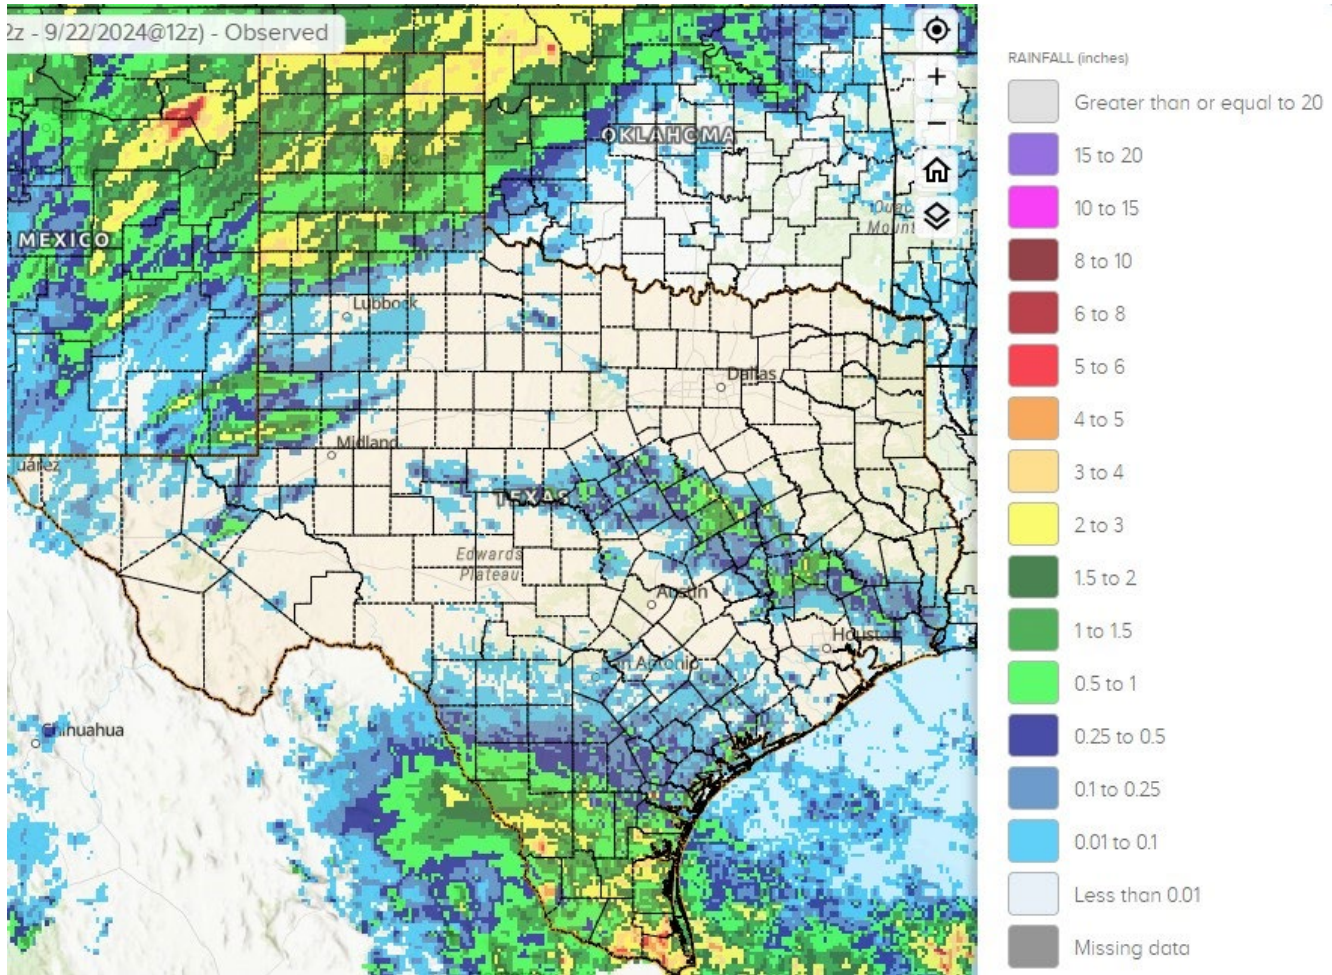 2z - 9/22/2024@12z) - Observed
RAINFALL (inches)
Greater than or equal to 20
15 to 20
10 to 15
8 to 10
6 to 8
5 to 6
4 to 5
3 to 4
2 to 3
1.5 to 2
1 to 1.5
0.5 to 1
0.25 to 0.5
0.1 to 0.25
0.01 to 0.1
Less than 0.01
Missing data
OKLAHOMA
MEXICO
Lubbock
Dallas
Midland
uárez
TEXAS
Edwards
Plateau
Austin
Houston
an Antonio
Chihuahua